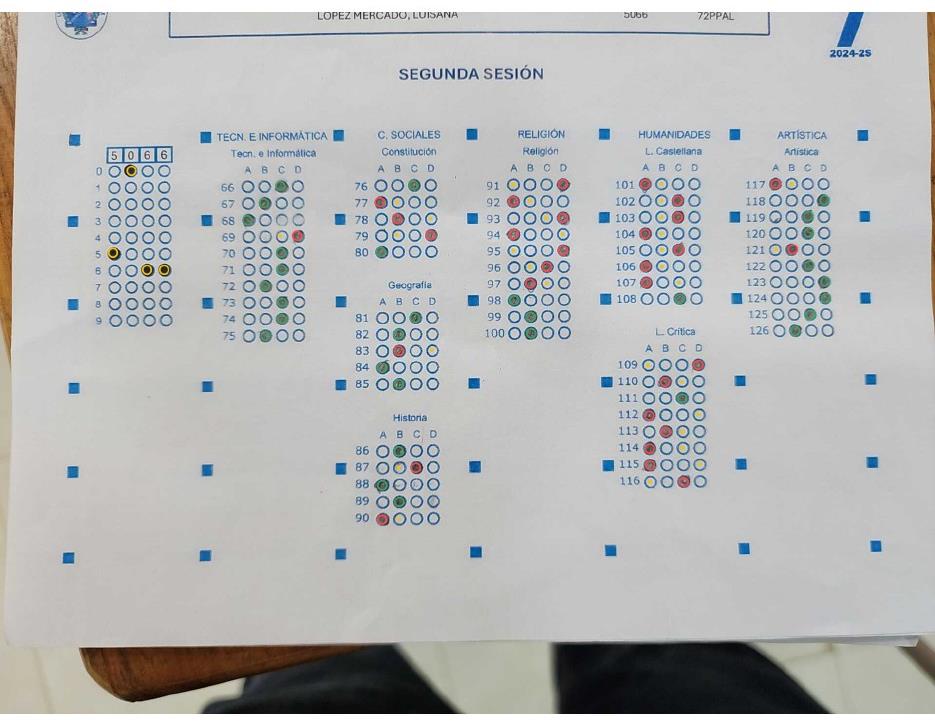 LOPEZ MERCADO, LUISANA 5066 72PPAL
2024-2S
SEGUNDA SESIÓN
5 0 6 6
0
1
2
3
4
5
6
7
8
9
TECN. E INFORMÁTICA
Tecn. e Informática
A B C D
66
67
68
69
70
71
72
73
74
75
C. SOCIALES
Constitución
A B C D
76
77
78
79
80
Geografía
A B C D
81
82
83
84
85
Historia
A B C D
86
87
88
89
90
RELIGIÓN
Religión
A B C D
91
92
93
94
95
96
97
98
99
100
HUMANIDADES
L. Castellana
A B C D
101
102
103
104
105
106
107
108
L. Crítica
A B C D
109
110
111
112
113
114
115
116
ARTÍSTICA
Artística
A B C D
117
118
119
120
121
122
123
124
125
126